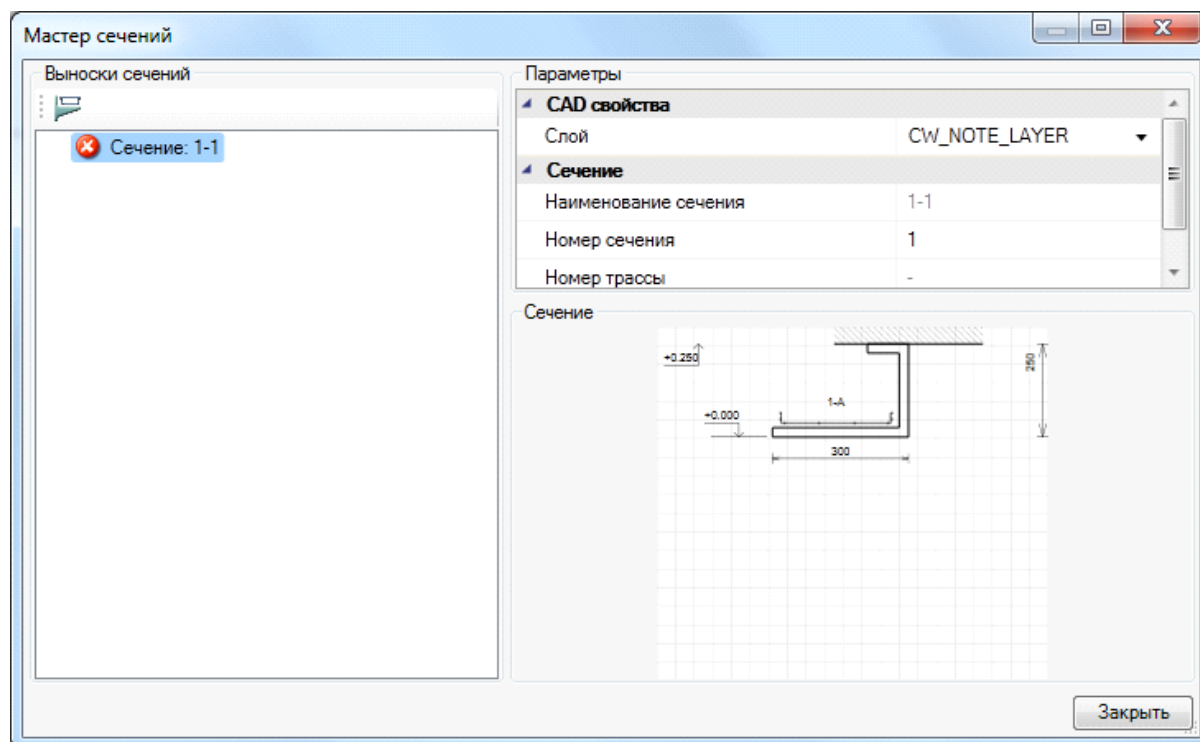 Мастер сечений
Выноски сечений
Сечение: 1-1
Параметры
CAD свойства
Слой CW_NOTE_LAYER
Сечение
Наименование сечения 1-1
Номер сечения 1
Номер трассы -
Сечение
+0.250
250
1-A
+0.000
300
Закрыть